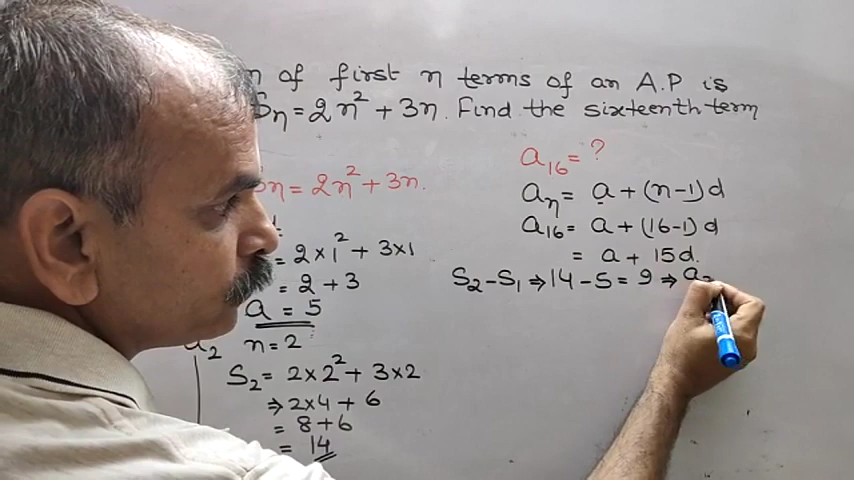 of first n terms of an A.P is
Sn = 2n² + 3n. Find the sixteenth term
a₁₆ = ?
Sn = 2n² + 3n.
aₙ = a + (n-1)d
a₁₆ = a + (16-1)d
= a + 15d.
S₂-S₁ ⇒ 14 - 5 = 9 ⇒ a₂
= 2×1² + 3×1
= 2 + 3
a = 5
a₂ n = 2
S₂ = 2×2² + 3×2
⇒ 2×4 + 6
= 8+6
= 14